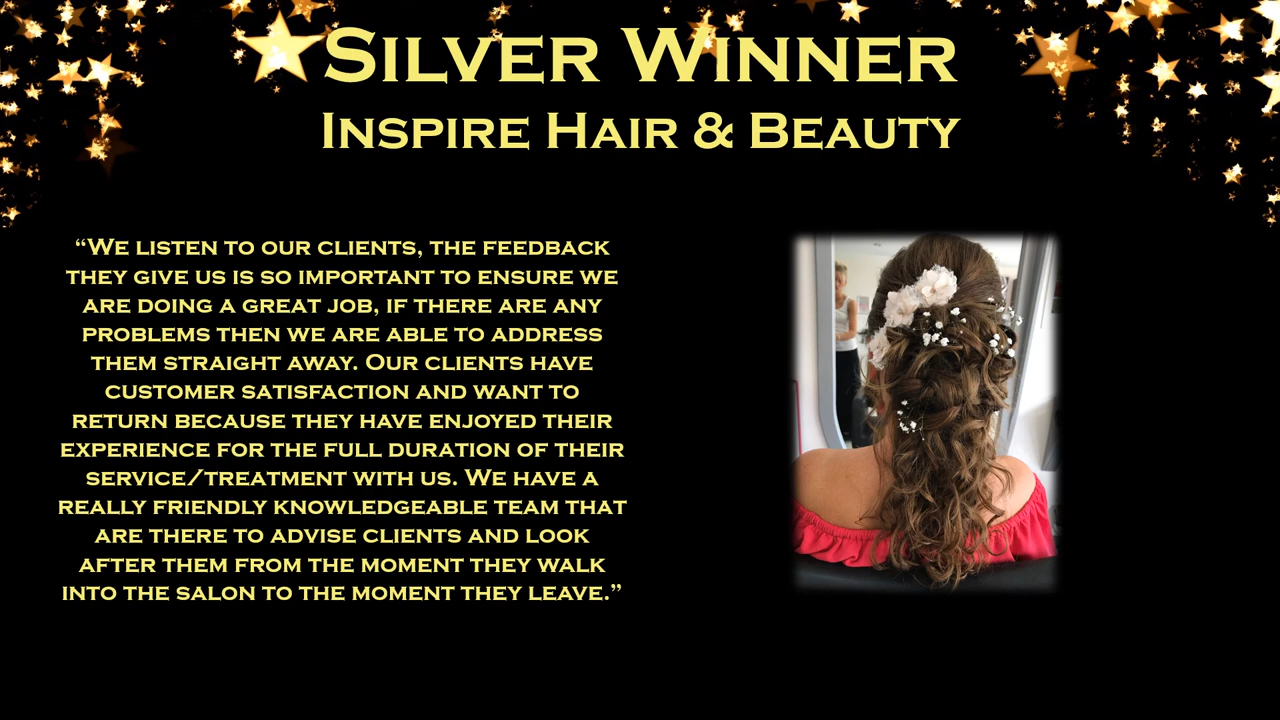 Silver Winner
Inspire Hair & Beauty
“We listen to our clients, the feedback
they give us is so important to ensure we
are doing a great job, if there are any
problems then we are able to address
them straight away. Our clients have
customer satisfaction and want to
return because they have enjoyed their
experience for the full duration of their
service/treatment with us. We have a
really friendly knowledgeable team that
are there to advise clients and look
after them from the moment they walk
into the salon to the moment they leave.”